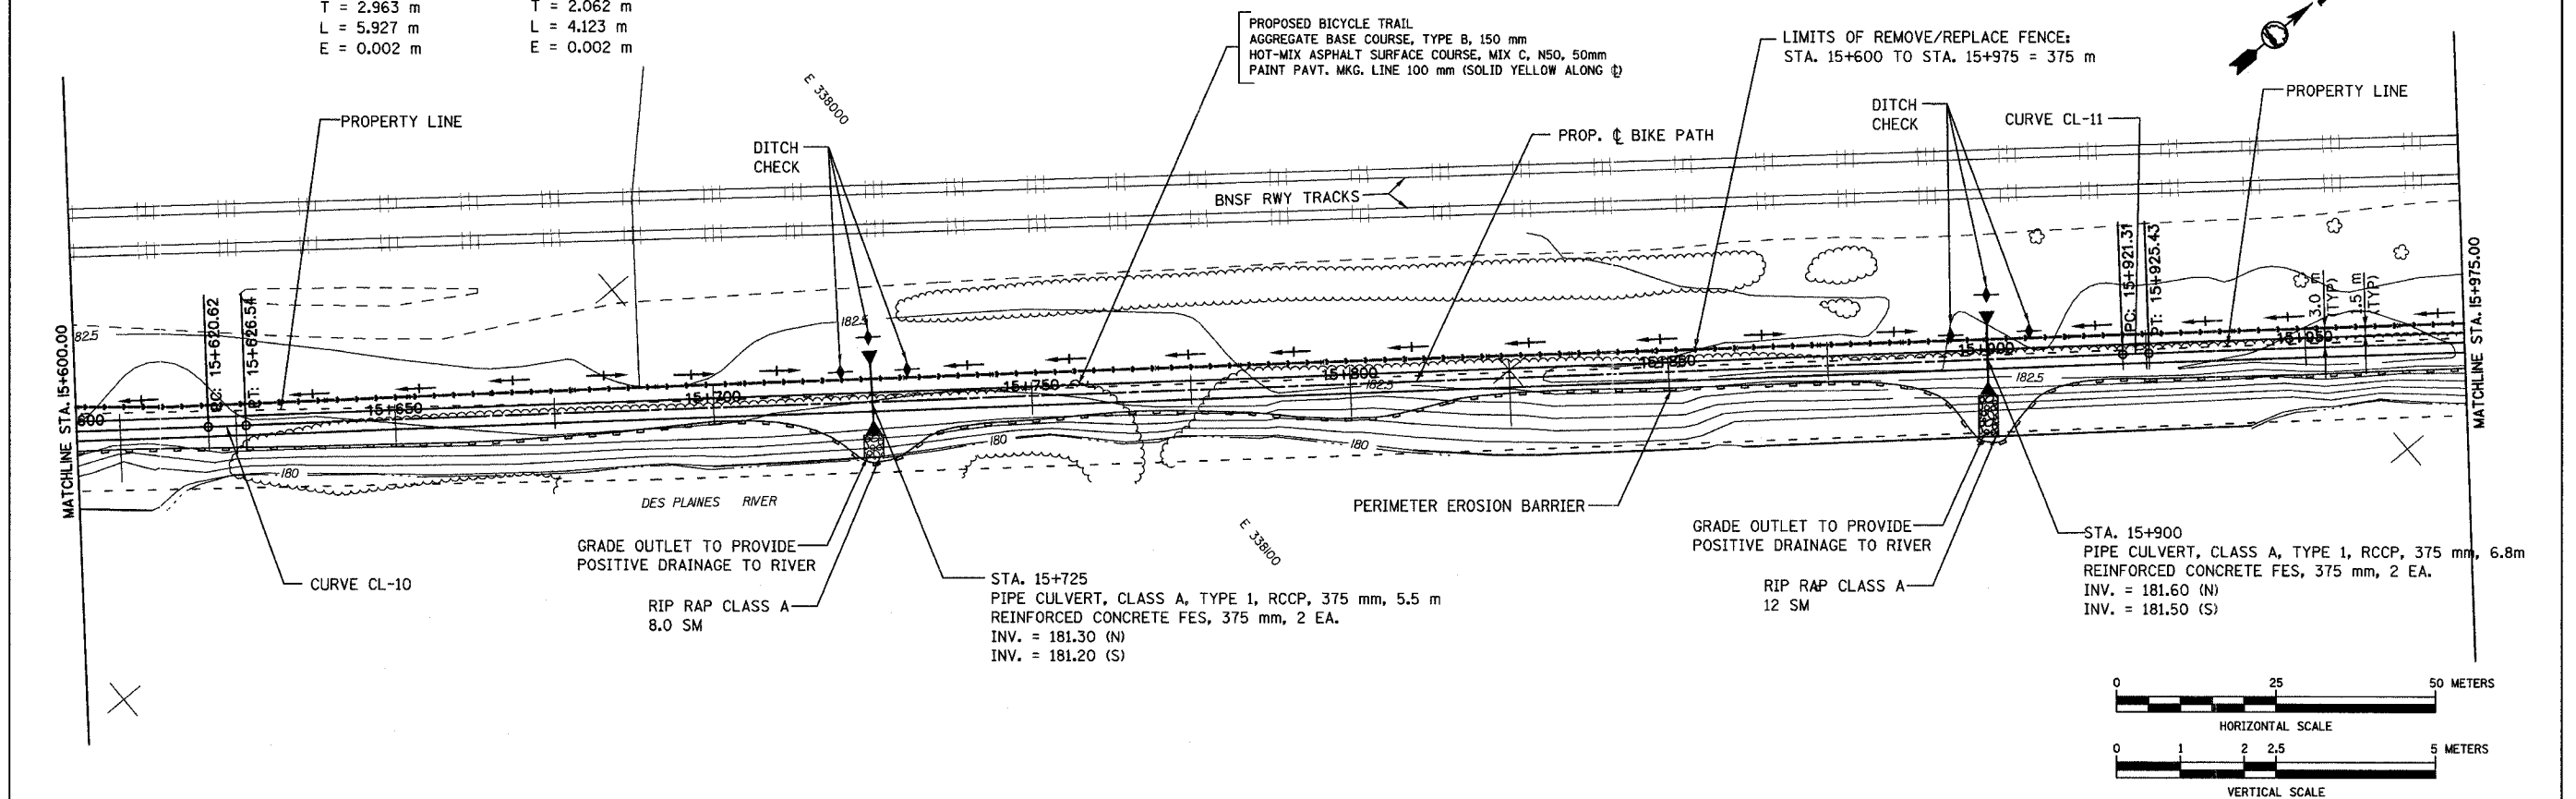 T = 2.963 m
L = 5.927 m
E = 0.002 m
T = 2.062 m
L = 4.123 m
E = 0.002 m
PROPOSED BICYCLE TRAIL
AGGREGATE BASE COURSE, TYPE B, 150 mm
HOT-MIX ASPHALT SURFACE COURSE, MIX C, N50, 50mm
PAINT PAVT. MKG. LINE 100 mm (SOLID YELLOW ALONG ℄)
LIMITS OF REMOVE/REPLACE FENCE:
STA. 15+600 TO STA. 15+975 = 375 m
E 338000
PROPERTY LINE
DITCH
CHECK
PROP. ℄ BIKE PATH
DITCH
CHECK
CURVE CL-11
PROPERTY LINE
BNSF RWY TRACKS
MATCHLINE STA. 15+600.00
PC: 15+620.62
PT: 15+626.54
PC: 15+921.31
PT: 15+925.43
3.0 m
(TYP)
1.5 m
(TYP)
MATCHLINE STA. 15+975.00
182.5
182.5
600
15+650
15+700
15+750
15+800
182.5
15+850
15+900
182.5
15+950
180
180
180
DES PLAINES RIVER
E 338100
PERIMETER EROSION BARRIER
GRADE OUTLET TO PROVIDE
POSITIVE DRAINAGE TO RIVER
CURVE CL-10
RIP RAP CLASS A
8.0 SM
STA. 15+725
PIPE CULVERT, CLASS A, TYPE 1, RCCP, 375 mm, 5.5 m
REINFORCED CONCRETE FES, 375 mm, 2 EA.
INV. = 181.30 (N)
INV. = 181.20 (S)
GRADE OUTLET TO PROVIDE
POSITIVE DRAINAGE TO RIVER
RIP RAP CLASS A
12 SM
STA. 15+900
PIPE CULVERT, CLASS A, TYPE 1, RCCP, 375 mm, 6.8m
REINFORCED CONCRETE FES, 375 mm, 2 EA.
INV. = 181.60 (N)
INV. = 181.50 (S)
0 25 50 METERS
HORIZONTAL SCALE
0 1 2 2.5 5 METERS
VERTICAL SCALE